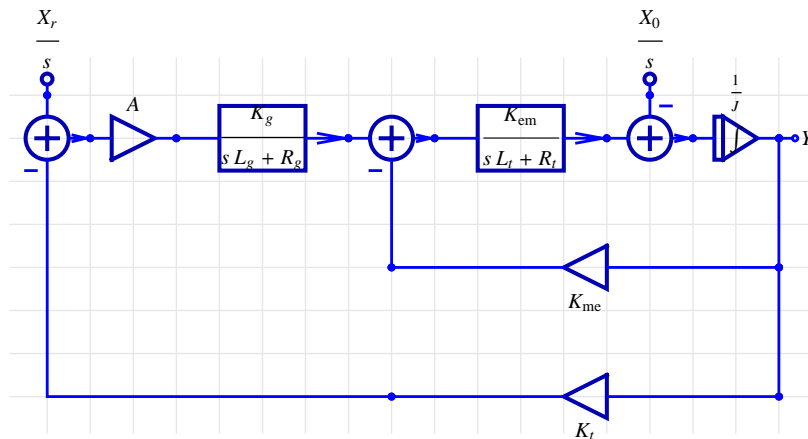 X_r
s
X_0
s
A
K_g
s L_g + R_g
K_em
s L_t + R_t
1
J
∫
Y
K_me
K_t